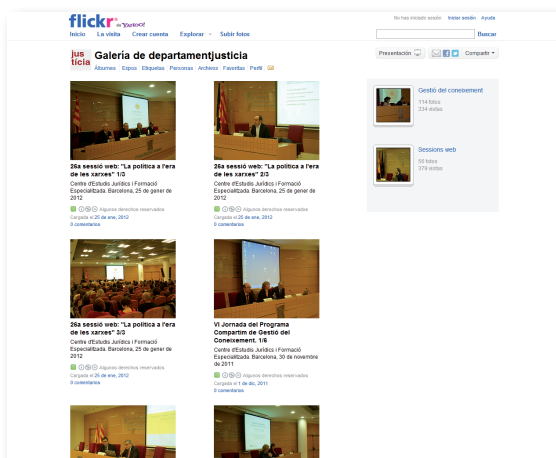 flickr de YAHOO!
No has iniciado sesión Iniciar sesión Ayuda
Inicio La visita Crear cuenta Explorar Subir fotos
Buscar
justícia
Galería de departamentjusticia
Álbumes Expos Etiquetas Personas Archivos Favoritas Perfil
Presentación Compartir
26a sessió web: "La política a l'era
de les xarxes" 1/3
Centre d'Estudis Jurídics i Formació
Especialitzada. Barcelona, 25 de gener de
2012
Algunos derechos reservados
Cargada el 25 de ene, 2012
0 comentarios
26a sessió web: "La política a l'era
de les xarxes" 2/3
Centre d'Estudis Jurídics i Formació
Especialitzada. Barcelona, 25 de gener de
2012
Algunos derechos reservados
Cargada el 25 de ene, 2012
0 comentarios
Gestió del coneixement
114 fotos
234 visitas
Sessions web
378 visitas
26a sessió web: "La política a l'era
de les xarxes" 3/3
Centre d'Estudis Jurídics i Formació
Especialitzada. Barcelona, 25 de gener de
2012
Algunos derechos reservados
Cargada el 25 de ene, 2012
0 comentarios
VI Jornada del Programa
Compartim de Gestió del
Coneixement. 1/6
Centre d'Estudis Jurídics i Formació
Especialitzada. Barcelona, 30 de novembre
de 2011
Algunos derechos reservados
Cargada el 1 de dic, 2011
0 comentarios